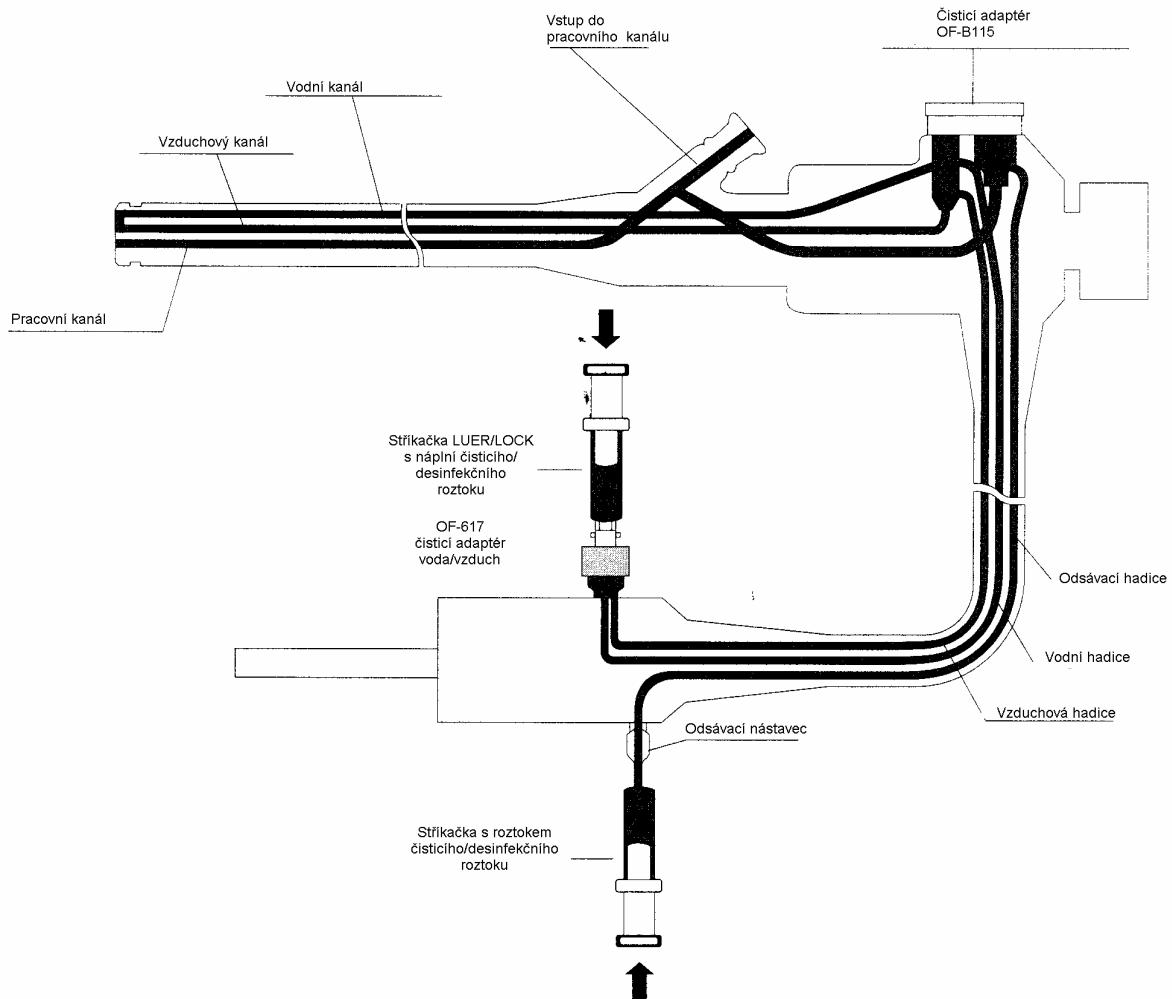 Vstup do
pracovního kanálu
Čisticí adaptér
OF-B115
Vodní kanál
Vzduchový kanál
Pracovní kanál
Stříkačka LUER/LOCK
s náplní čisticího/
desinfekčního
roztoku
OF-617
čisticí adaptér
voda/vzduch
Odsávací hadice
Vodní hadice
Vzduchová hadice
Odsávací nástavec
Stříkačka s roztokem
čisticího/desinfekčního
roztoku